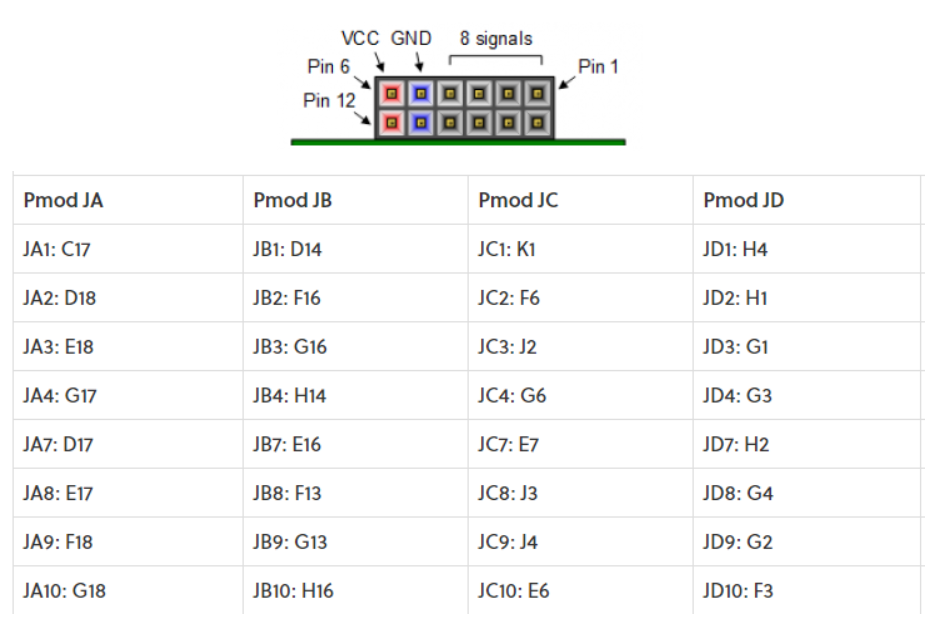 VCC GND 8 signals
Pin 6 Pin 1
Pin 12
Pmod JA Pmod JB Pmod JC Pmod JD
JA1: C17 JB1: D14 JC1: K1 JD1: H4
JA2: D18 JB2: F16 JC2: F6 JD2: H1
JA3: E18 JB3: G16 JC3: J2 JD3: G1
JA4: G17 JB4: H14 JC4: G6 JD4: G3
JA7: D17 JB7: E16 JC7: E7 JD7: H2
JA8: E17 JB8: F13 JC8: J3 JD8: G4
JA9: F18 JB9: G13 JC9: J4 JD9: G2
JA10: G18 JB10: H16 JC10: E6 JD10: F3